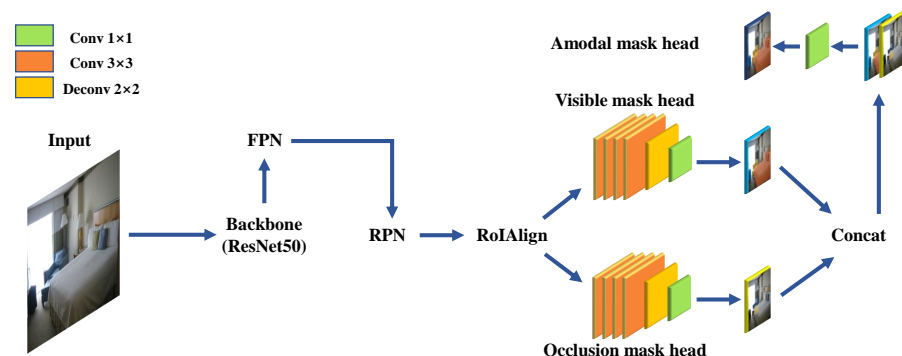 Conv 1×1
Conv 3×3
Deconv 2×2
Amodal mask head
Visible mask head
Input
FPN
Backbone
(ResNet50)
RPN
RoIAlign
Concat
Occlusion mask head